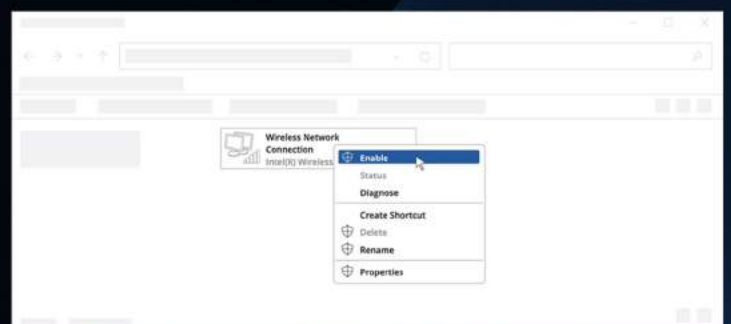 Wireless Network
Connection
Intel(R) Wireless
Enable
Status
Diagnose
Create Shortcut
Delete
Rename
Properties